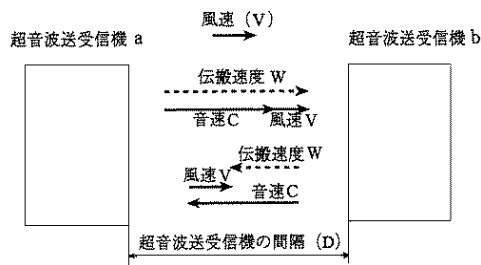 風速(V)
超音波送受信機 a
超音波送受信機 b
伝搬速度 W
音速C 風速V
伝搬速度 W
風速V
音速C
超音波送受信機の間隔(D)